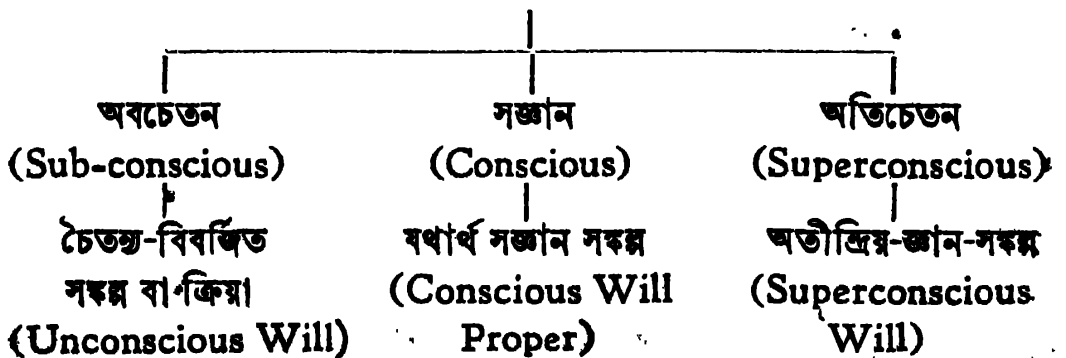 অবচেতন
(Sub-conscious)
চৈতন্য-বিবর্জিত
সঙ্কল্প বা ক্রিয়া
(Unconscious Will)
সজ্ঞান
(Conscious)
যথার্থ সজ্ঞান সঙ্কল্প
(Conscious Will
Proper)
অতিচেতন
(Superconscious)
অতীন্দ্রিয়-জ্ঞান-সঙ্কল্প
(Superconscious
Will)